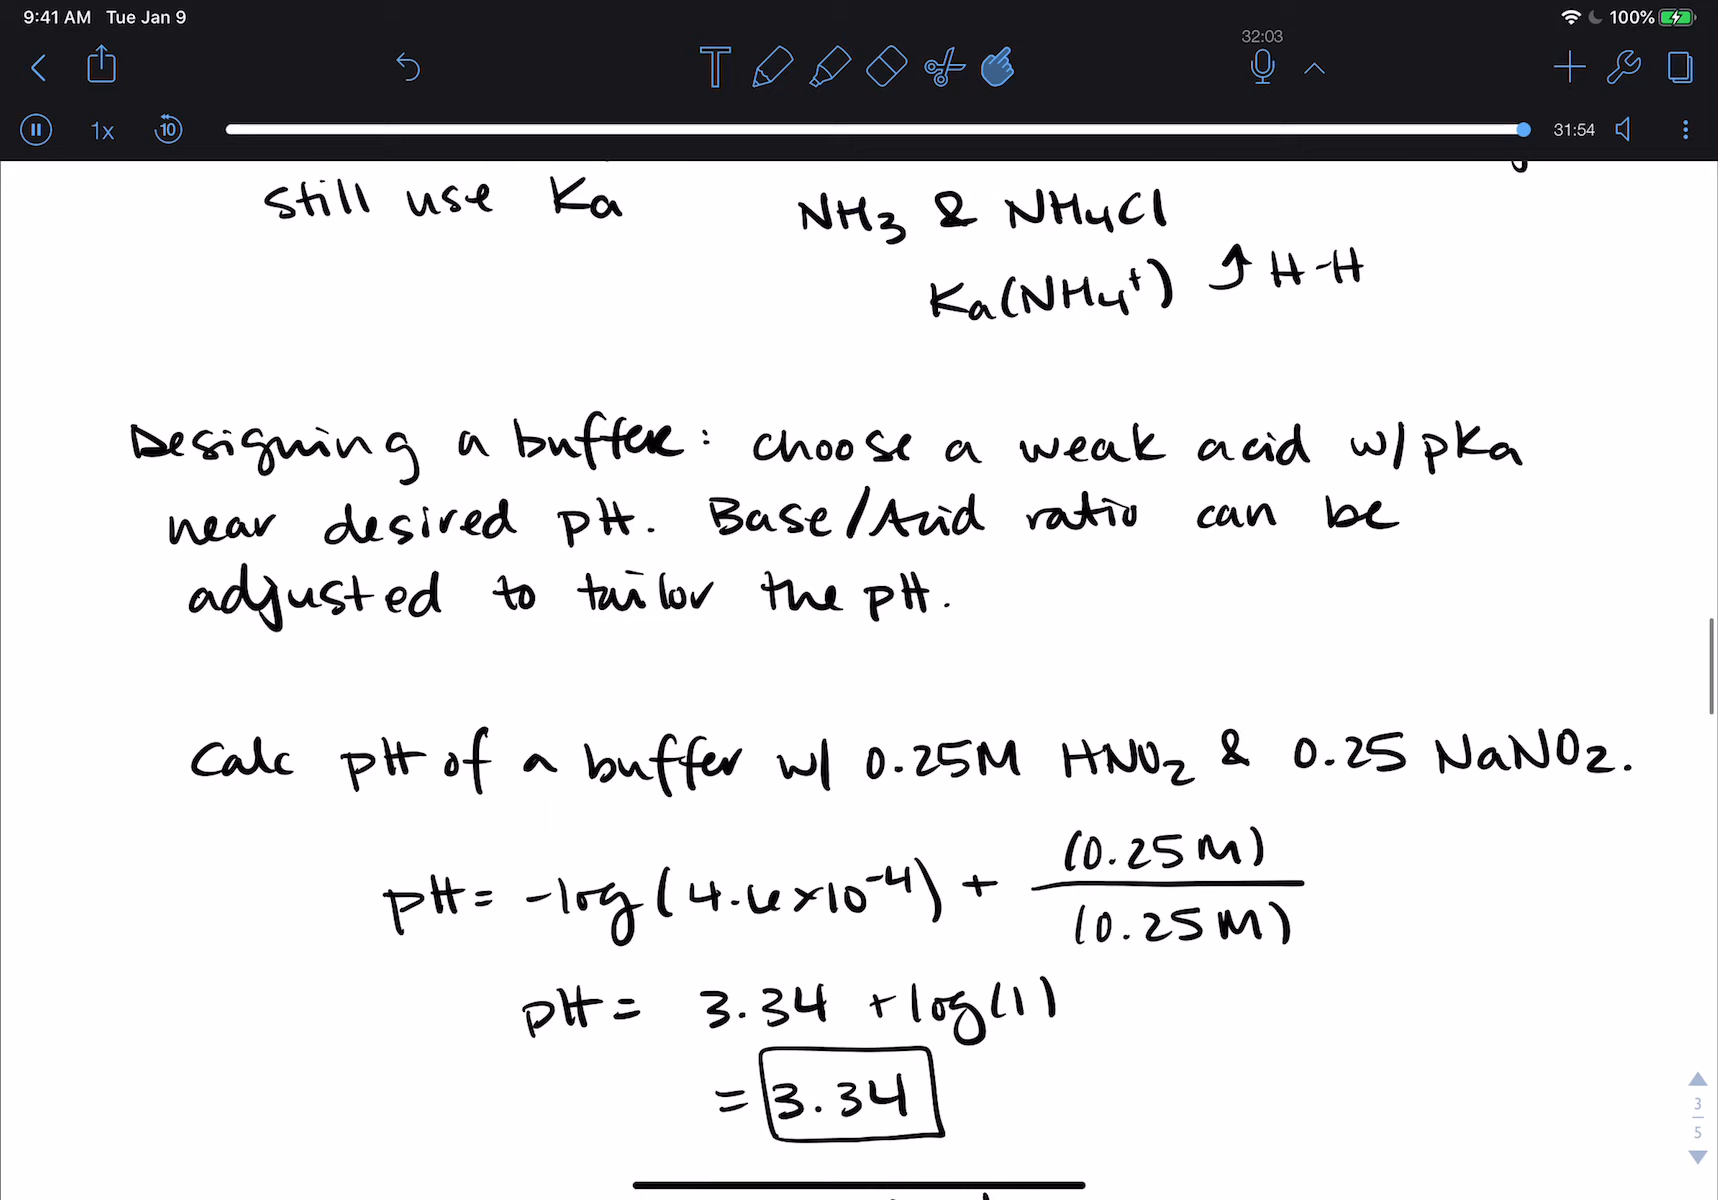 9:41 AM Tue Jan 9
100%
32:03
1x
10
31:54
still use Ka
NH3 & NH4Cl
Ka(NH4+) H-H
Designing a buffer: choose a weak acid w/ pKa
near desired pH. Base/Acid ratio can be
adjusted to tailor the pH.
Calc pH of a buffer w/ 0.25M HNO2 & 0.25 NaNO2.
pH = -log(4.6×10^-4) + (0.25M)
(0.25M)
pH = 3.34 + log(1)
= 3.34
3
5